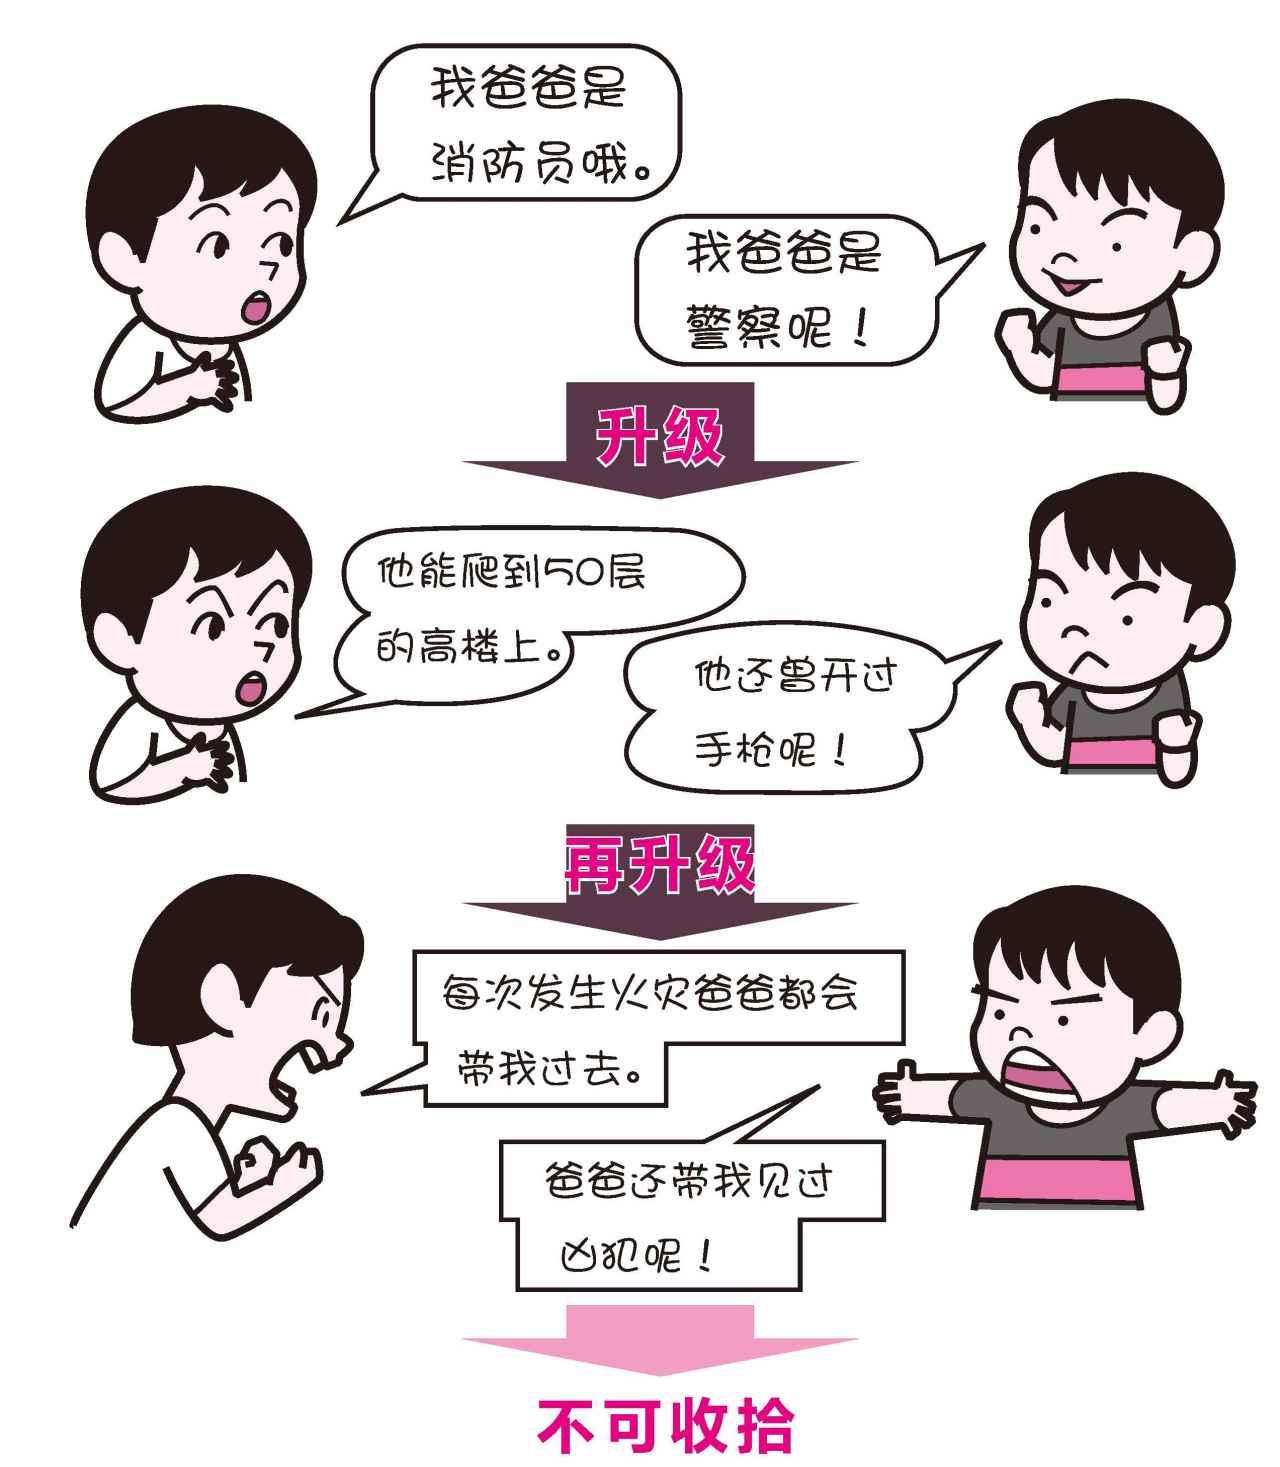 我爸爸是
消防员哦。
我爸爸是
警察呢！
升级
他能爬到50层
的高楼上。
他还曾开过
手枪呢！
再升级
每次发生火灾爸爸都会
带我过去。
爸爸还带我见过
凶犯呢！
不可收拾